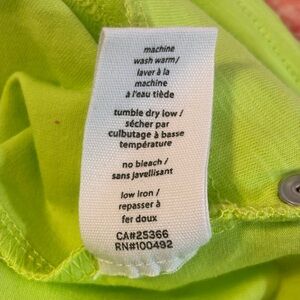 machine
wash warm/
laver à la
machine
à l'eau tiède
tumble dry low /
sécher par
culbutage à basse
température
no bleach /
sans javellisant
low iron /
repasser à
fer doux
CA#25366
RN#100492